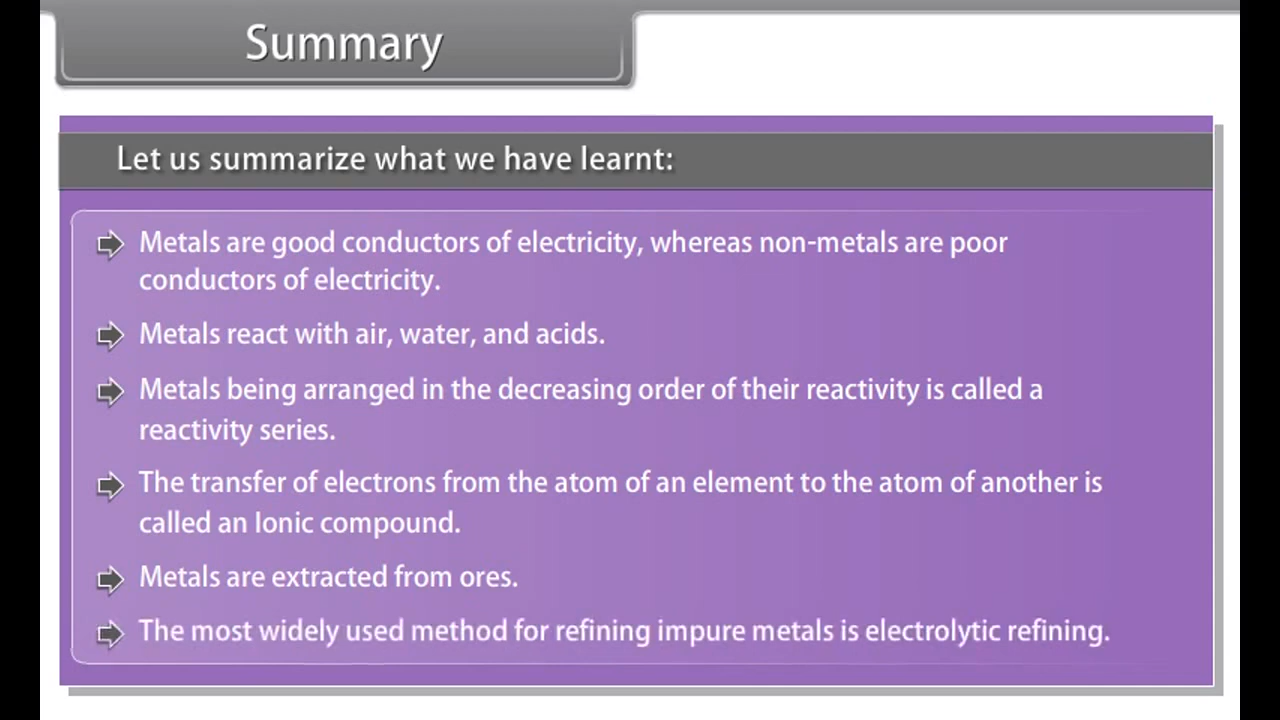 Summary
Let us summarize what we have learnt:
Metals are good conductors of electricity, whereas non-metals are poor
conductors of electricity.
Metals react with air, water, and acids.
Metals being arranged in the decreasing order of their reactivity is called a
reactivity series.
The transfer of electrons from the atom of an element to the atom of another is
called an Ionic compound.
Metals are extracted from ores.
The most widely used method for refining impure metals is electrolytic refining.